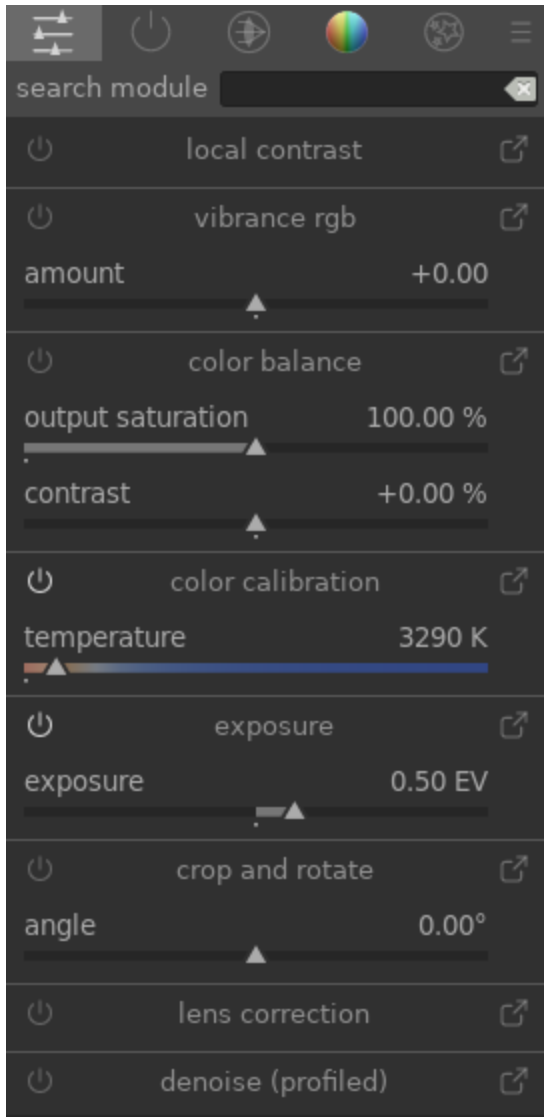 search module
local contrast
vibrance rgb
amount +0.00
color balance
output saturation 100.00 %
contrast +0.00 %
color calibration
temperature 3290 K
exposure
exposure 0.50 EV
crop and rotate
angle 0.00°
lens correction
denoise (profiled)